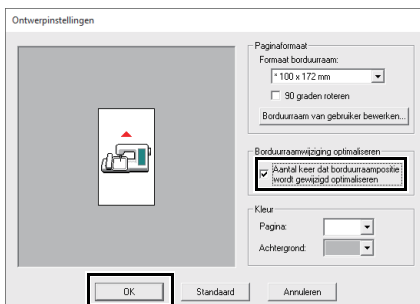 Ontwerpinstellingen
Paginaformaat
Formaat borduurraam:
* 100 x 172 mm
90 graden roteren
Borduurraam van gebruiker bewerken...
Borduurraamwijziging optimaliseren
Aantal keer dat borduurraampositie
wordt gewijzigd optimaliseren
Kleur
Pagina:
Achtergrond:
OK
Standaard
Annuleren